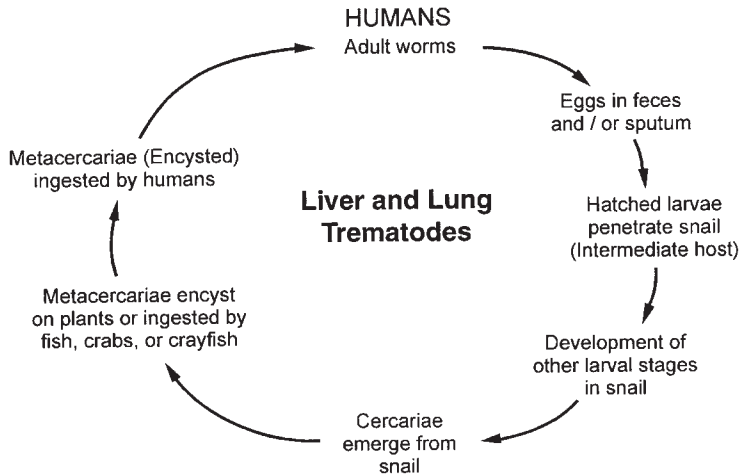 HUMANS
Adult worms
Eggs in feces
and / or sputum
Hatched larvae
penetrate snail
(Intermediate host)
Development of
other larval stages
in snail
Cercariae
emerge from
snail
Metacercariae encyst
on plants or ingested by
fish, crabs, or crayfish
Metacercariae (Encysted)
ingested by humans
Liver and Lung
Trematodes